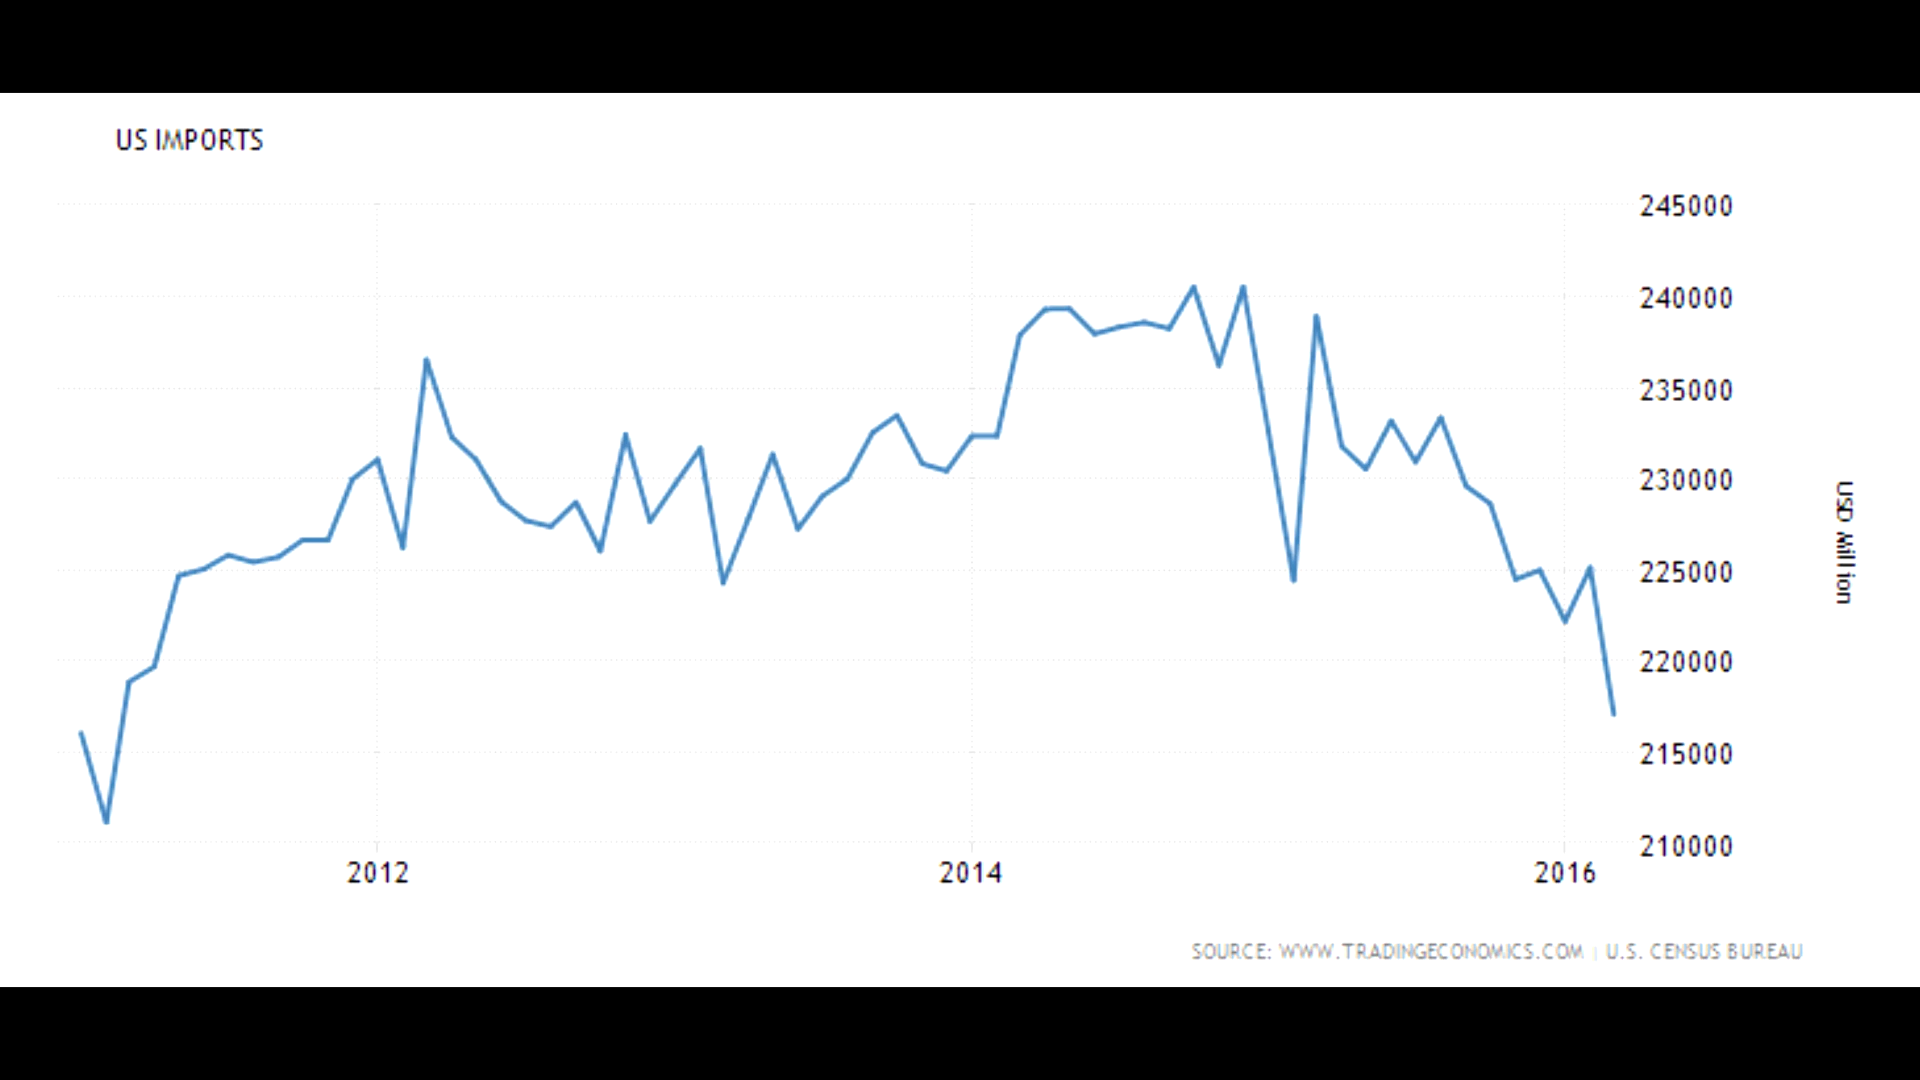 US IMPORTS
245000
240000
235000
230000
225000
220000
215000
210000
USD Million
2012 2014 2016
SOURCE: WWW.TRADINGECONOMICS.COM | U.S. CENSUS BUREAU